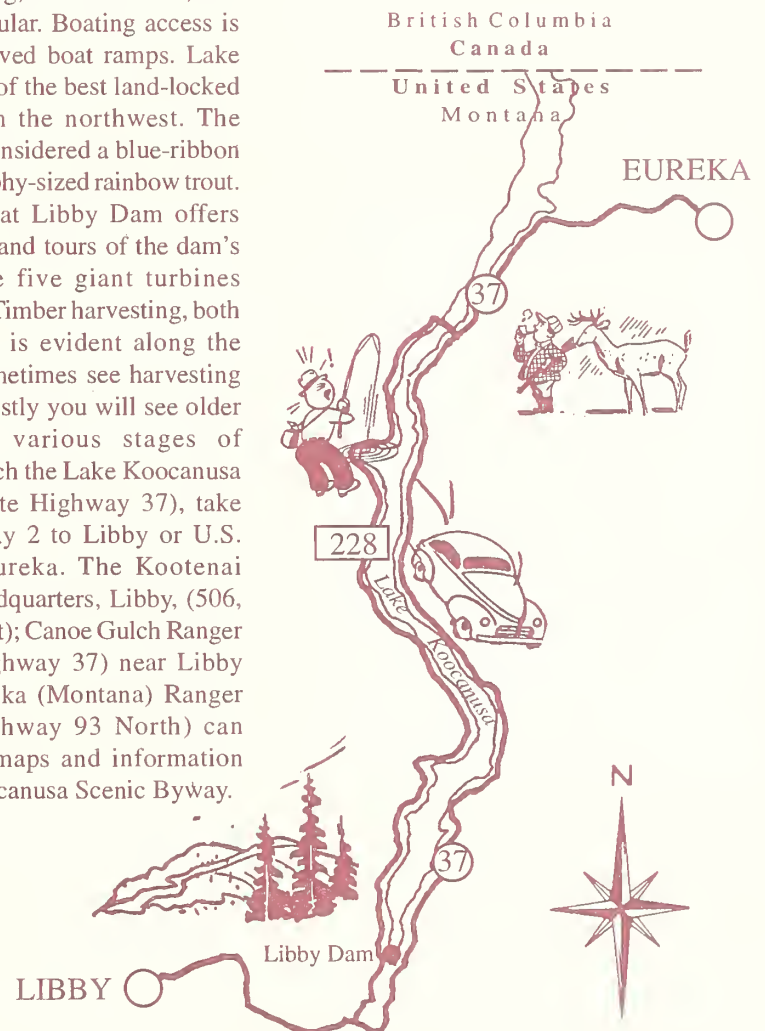 ular. Boating access is
ved boat ramps. Lake
of the best land-locked
n the northwest. The
nsidered a blue-ribbon
phy-sized rainbow trout.
at Libby Dam offers
and tours of the dam's
e five giant turbines
Timber harvesting, both
is evident along the
metimes see harvesting
stly you will see older
various stages of
ch the Lake Koocanusa
te Highway 37), take
y 2 to Libby or U.S.
ureka. The Kootenai
dquarters, Libby, (506,
t); Canoe Gulch Ranger
ghway 37) near Libby
ka (Montana) Ranger
hway 93 North) can
maps and information
canusa Scenic Byway.
British Columbia
Canada
United States
Montana
EUREKA
37
228
Lake
Koocanusa
N
37
Libby Dam
LIBBY